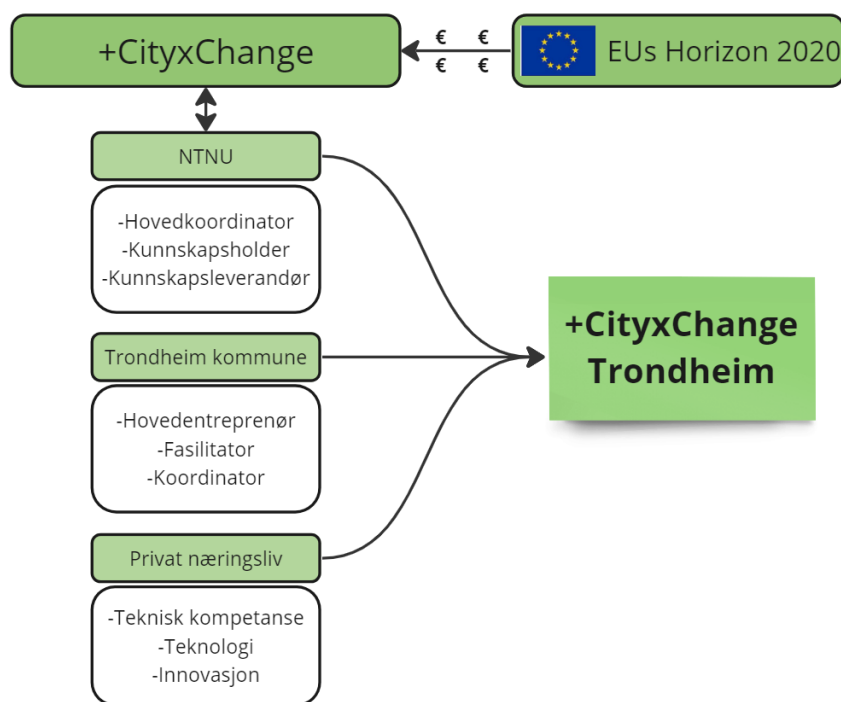 +CityxChange
€ €
€ €
EUs Horizon 2020
NTNU
-Hovedkoordinator
-Kunnskapsholder
-Kunnskapsleverandør
Trondheim kommune
-Hovedentreprenør
-Fasilitator
-Koordinator
Privat næringsliv
-Teknisk kompetanse
-Teknologi
-Innovasjon
+CityxChange
Trondheim